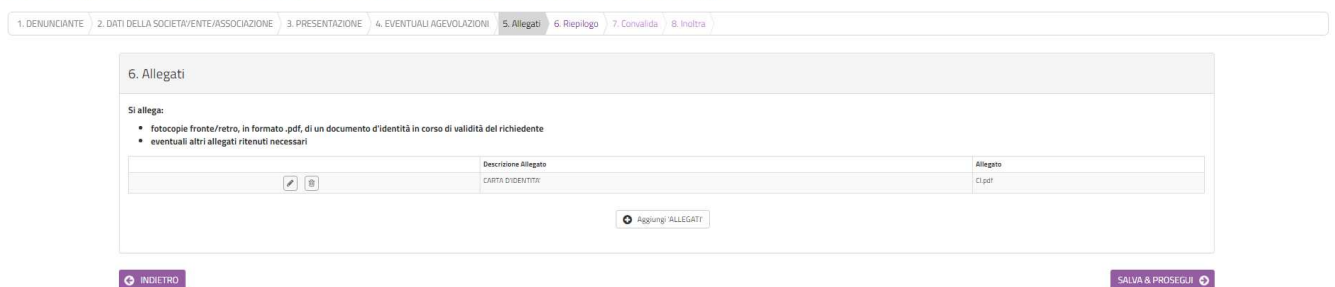 1. DENUNCIANTE 2. DATI DELLA SOCIETA'/ENTE/ASSOCIAZIONE 3. PRESENTAZIONE 4. EVENTUALI AGEVOLAZIONI 5. Allegati 6. Riepilogo 7. Convalida 8. Inoltra
6. Allegati
Si allega:
fotocopie fronte/retro, in formato .pdf, di un documento d'identità in corso di validità del richiedente
eventuali altri allegati ritenuti necessari
Descrizione Allegato Allegato
CARTA D'IDENTITA' CI.pdf
Aggiungi 'ALLEGATI'
INDIETRO SALVA & PROSEGUI